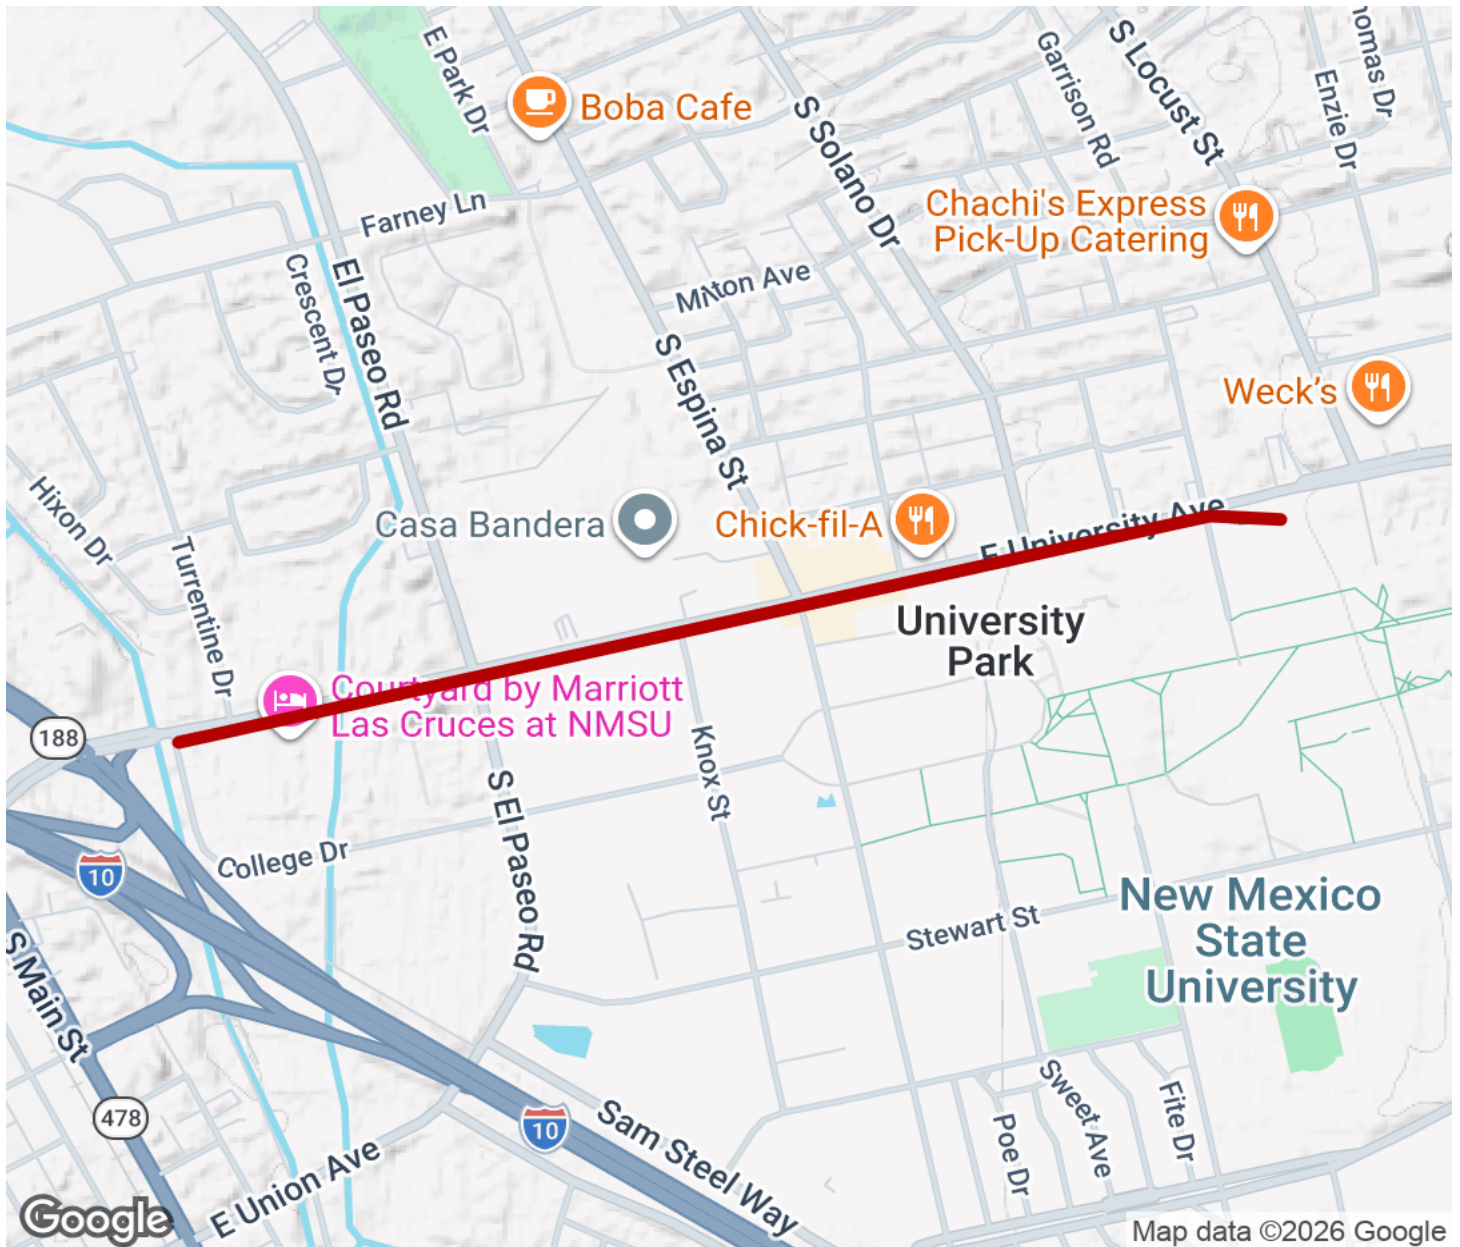 E Park Dr
Boba Cafe
S Solano Dr
Garrison Rd
S Locust St
Enzie Dr
homas Dr
Farney Ln
Chachi's Express
Pick-Up Catering
Crescent Dr
El Paseo Rd
ton Ave
S Espina St
Weck's
Hixon Dr
Turrentine Dr
Casa Bandera
Chick-fil-A
E University Ave
University
Park
Courtyard by Marriott
Las Cruces at NMSU
188
Knox St
College Dr
S El Paseo Rd
10
New Mexico
State
University
Stewart St
S Main St
478
10
Sam Steel Way
E Union Ave
Poe Dr
Sweet Ave
Fite Dr
Google
Map data ©2026 Google